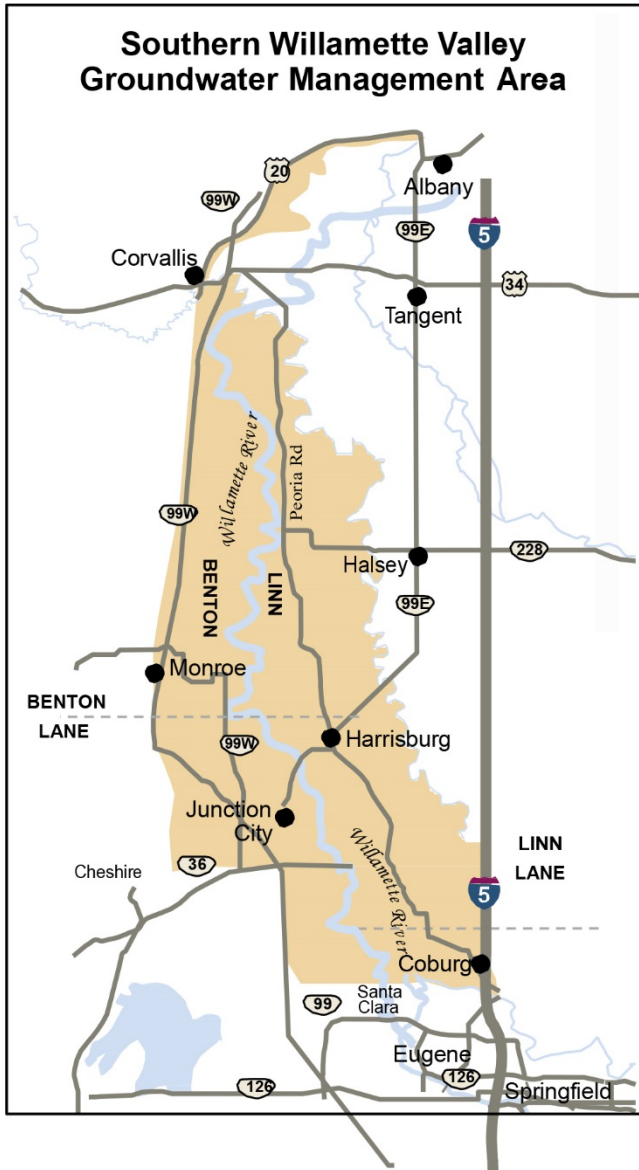 Southern Willamette Valley
Groundwater Management Area
20
99W
Albany
99E
5
Corvallis
34
Tangent
Willamette River
Peoria Rd
99W
BENTON
LINN
Halsey
228
99E
Monroe
BENTON
LANE
99W
Harrisburg
Junction
City
Willamette River
LINN
LANE
36
Cheshire
5
Coburg
Santa
Clara
99
Eugene
126
126
Springfield